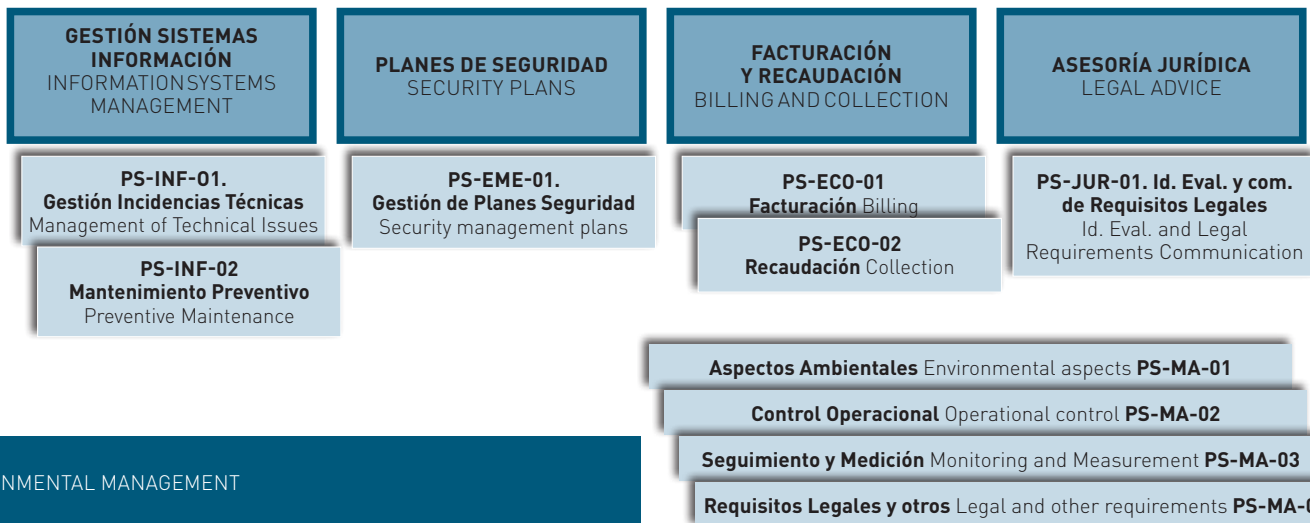 GESTIÓN SISTEMAS
INFORMACIÓN
INFORMATION SYSTEMS
MANAGEMENT
PLANES DE SEGURIDAD
SECURITY PLANS
FACTURACIÓN
Y RECAUDACIÓN
BILLING AND COLLECTION
ASESORÍA JURÍDICA
LEGAL ADVICE
PS-INF-01.
Gestión Incidencias Técnicas
Management of Technical Issues
PS-INF-02
Mantenimiento Preventivo
Preventive Maintenance
PS-EME-01.
Gestión de Planes Seguridad
Security management plans
PS-ECO-01
Facturación Billing
PS-ECO-02
Recaudación Collection
PS-JUR-01. Id. Eval. y com.
de Requisitos Legales
Id. Eval. and Legal
Requirements Communication
Aspectos Ambientales Environmental aspects PS-MA-01
Control Operacional Operational control PS-MA-02
Seguimiento y Medición Monitoring and Measurement PS-MA-03
Requisitos Legales y otros Legal and other requirements
NMENTAL MANAGEMENT